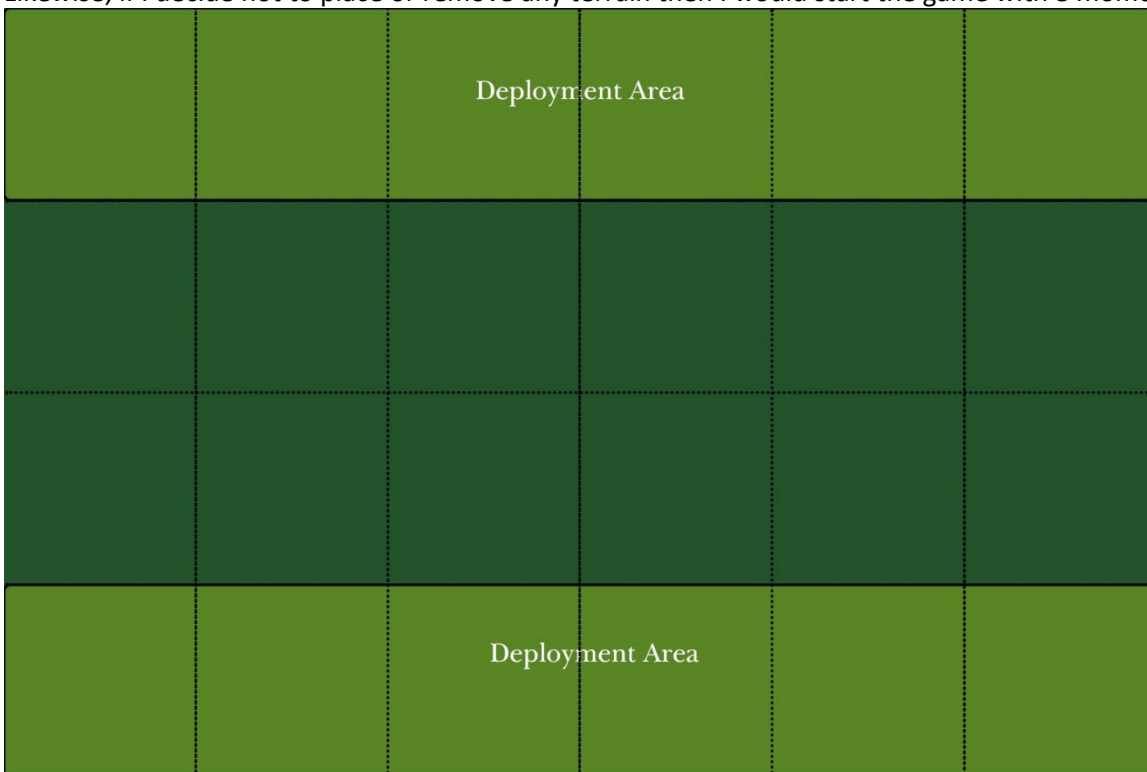 Likewise, if I decide not to place or remove any terrain then I would start the game with
Deployment Area
Deployment Area